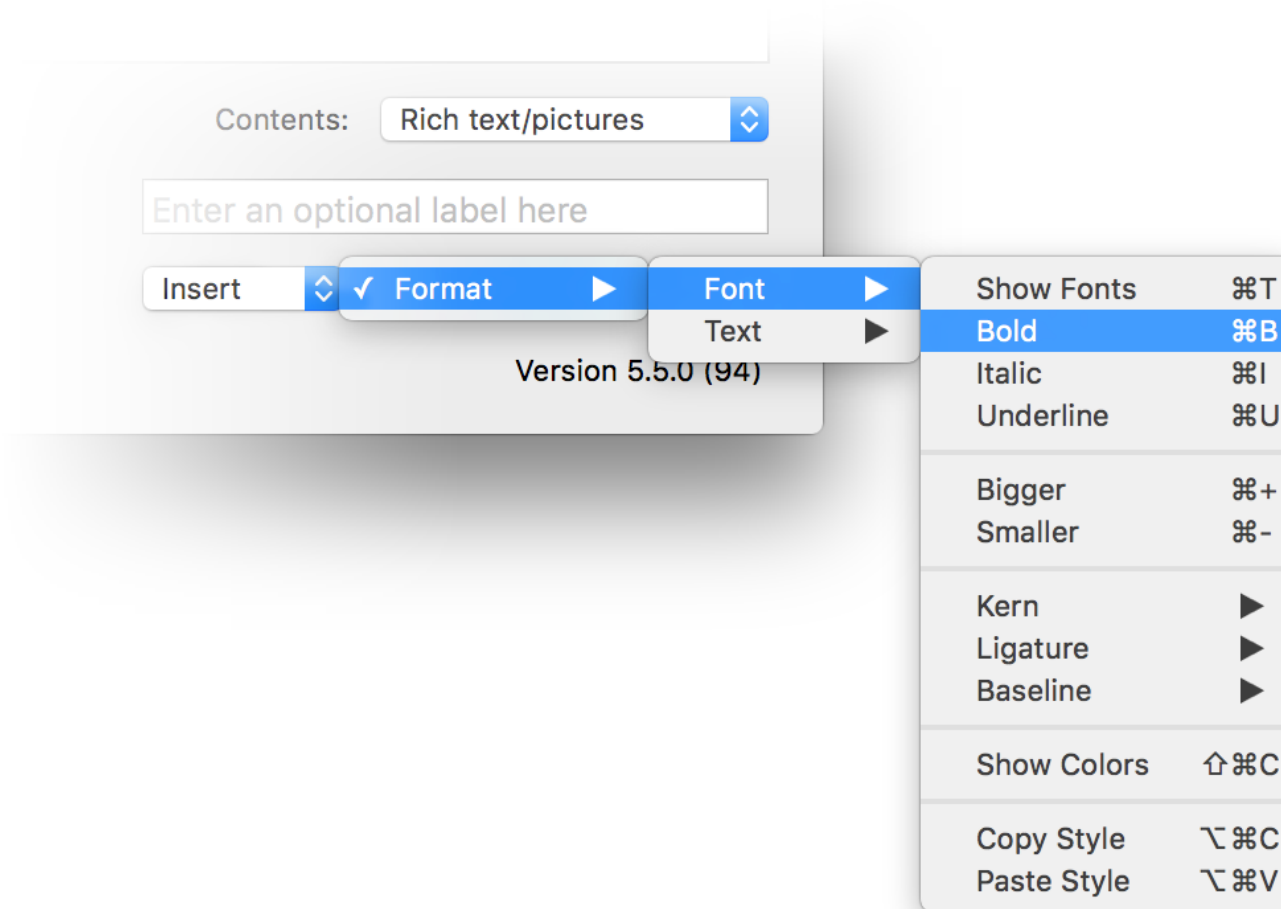 Contents: Rich text/pictures
Enter an optional label here
Insert ✓ Format ▶ Font ▶
Text ▶
Version 5.5.0 (94)
Show Fonts ⌘T
Bold ⌘B
Italic ⌘I
Underline ⌘U
Bigger ⌘+
Smaller ⌘-
Kern ▶
Ligature ▶
Baseline ▶
Show Colors ⇧⌘C
Copy Style ⌥⌘C
Paste Style ⌥⌘V